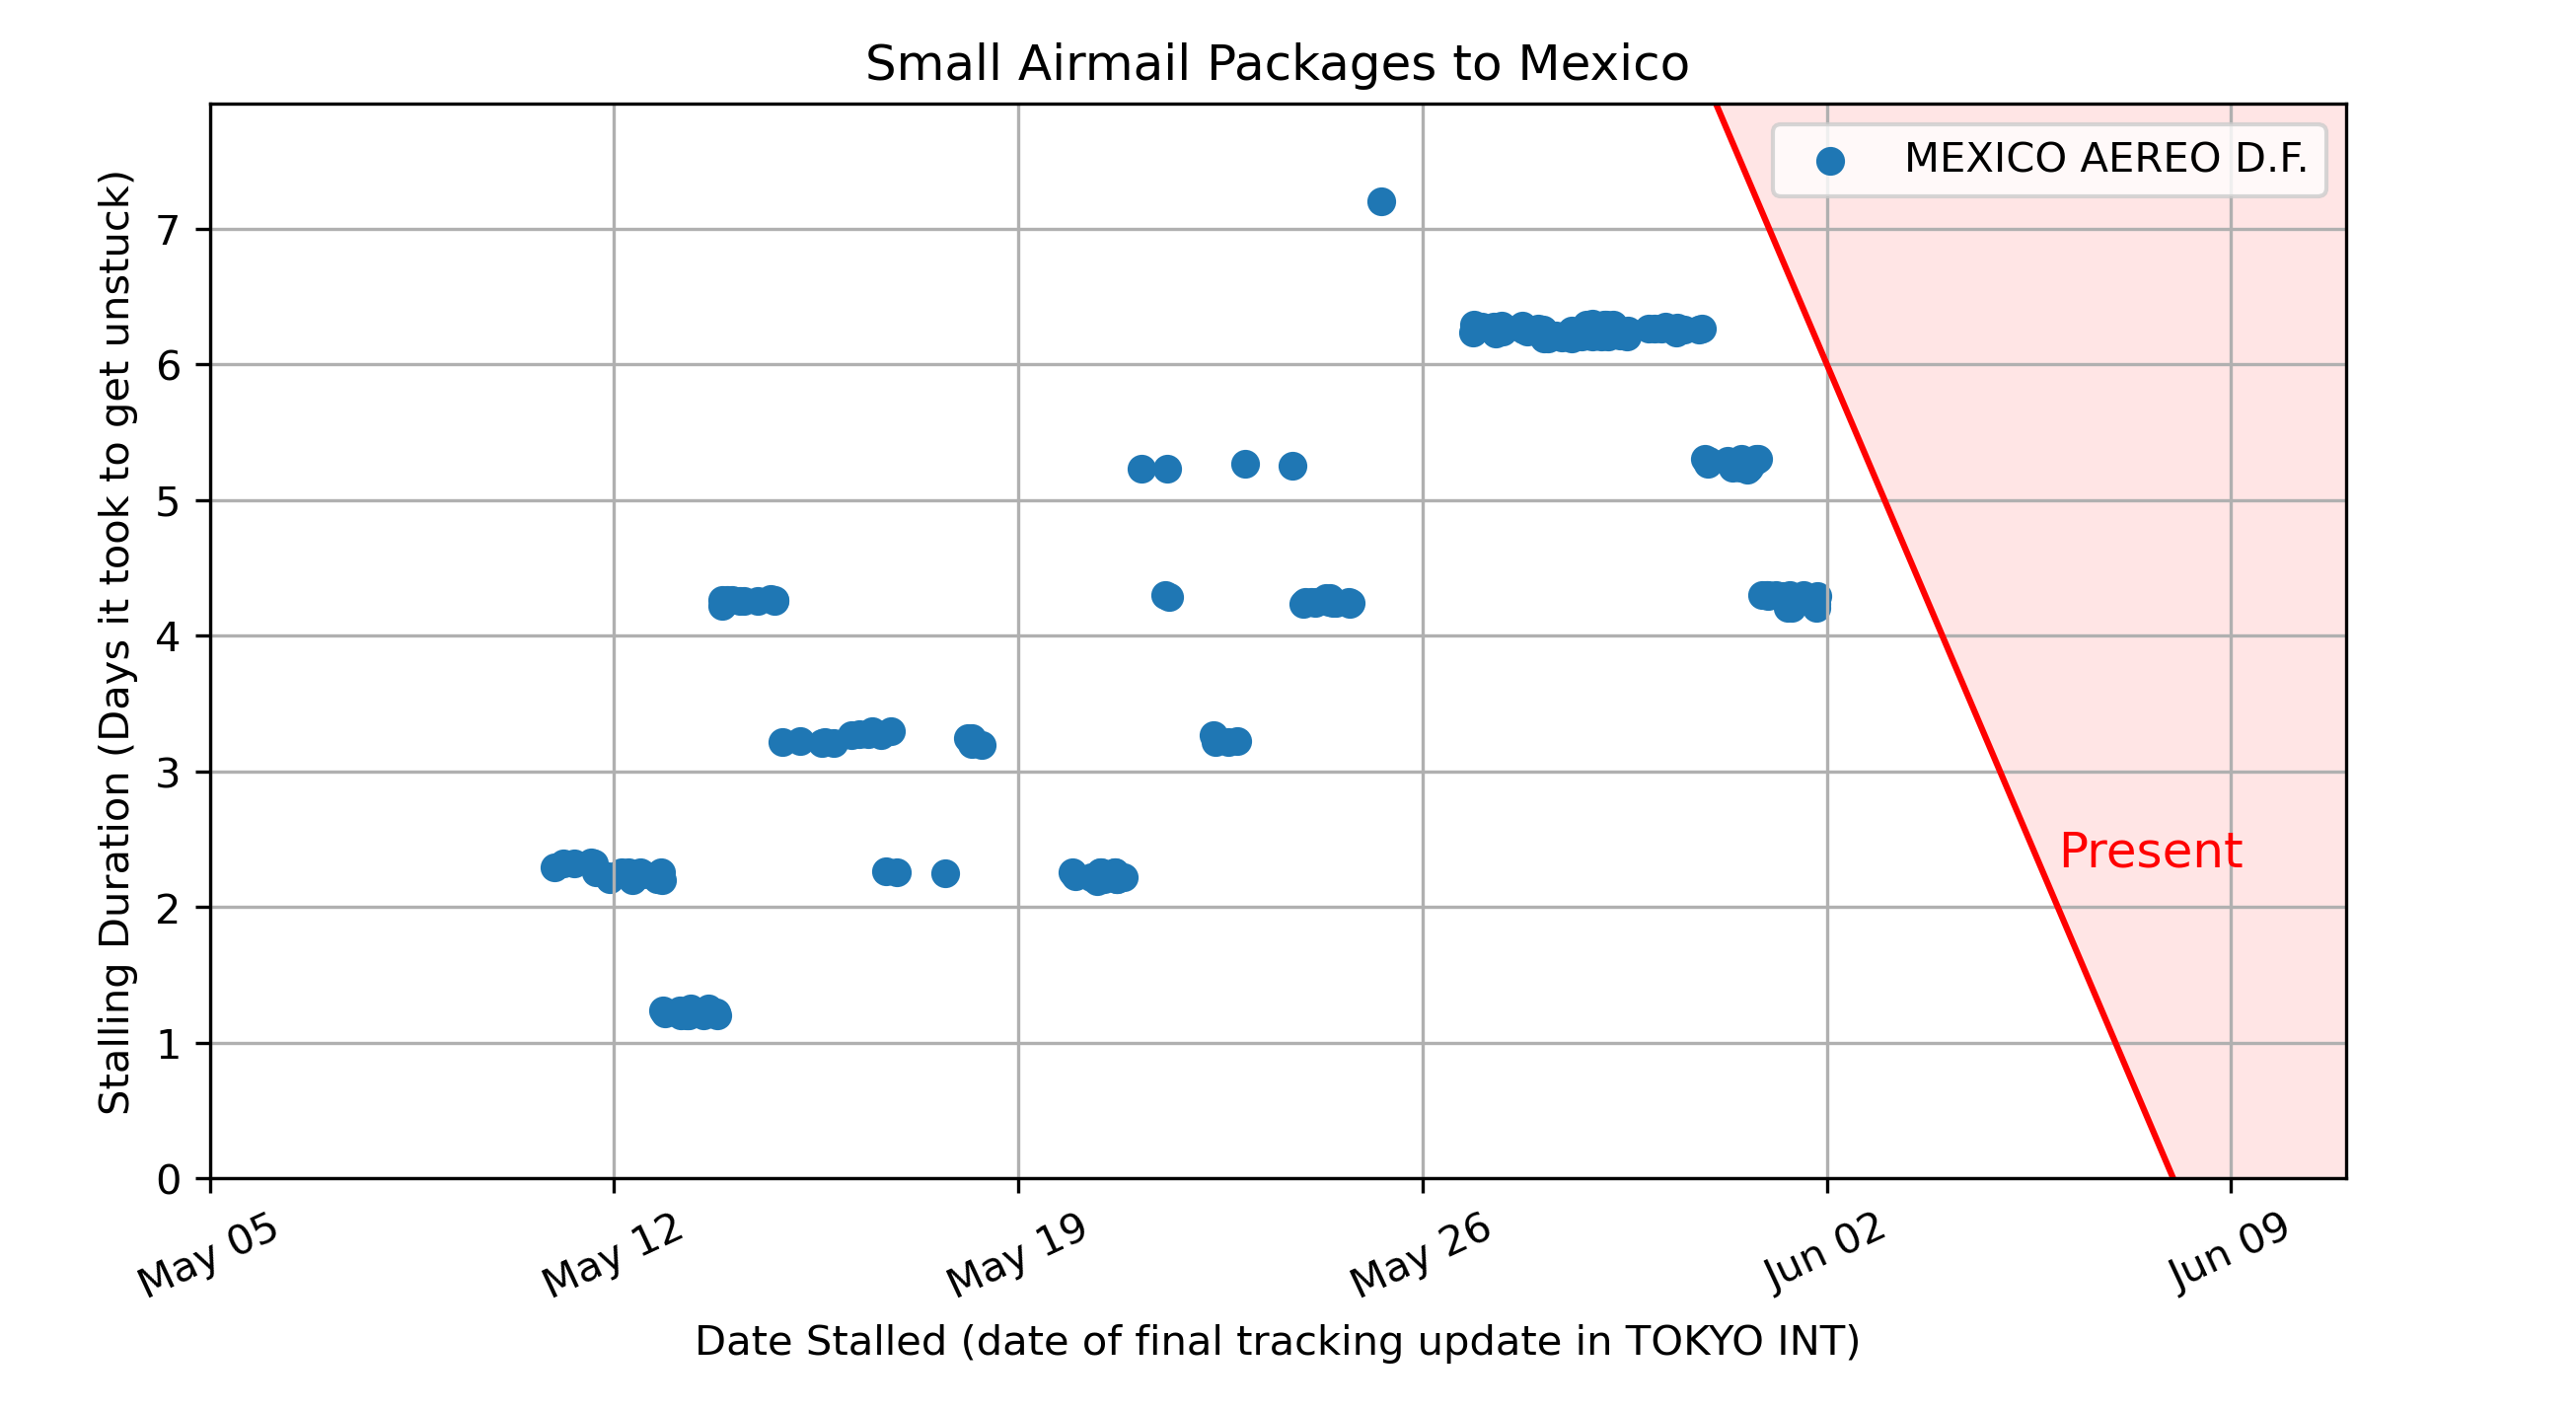 Small Airmail Packages to Mexico
MEXICO AEREO D.F.
Stalling Duration (Days it took to get unstuck)
7
6
5
4
3
2
1
0
Present
May 05
May 12
May 19
May 26
Jun 02
Jun 09
Date Stalled (date of final tracking update in TOKYO INT)